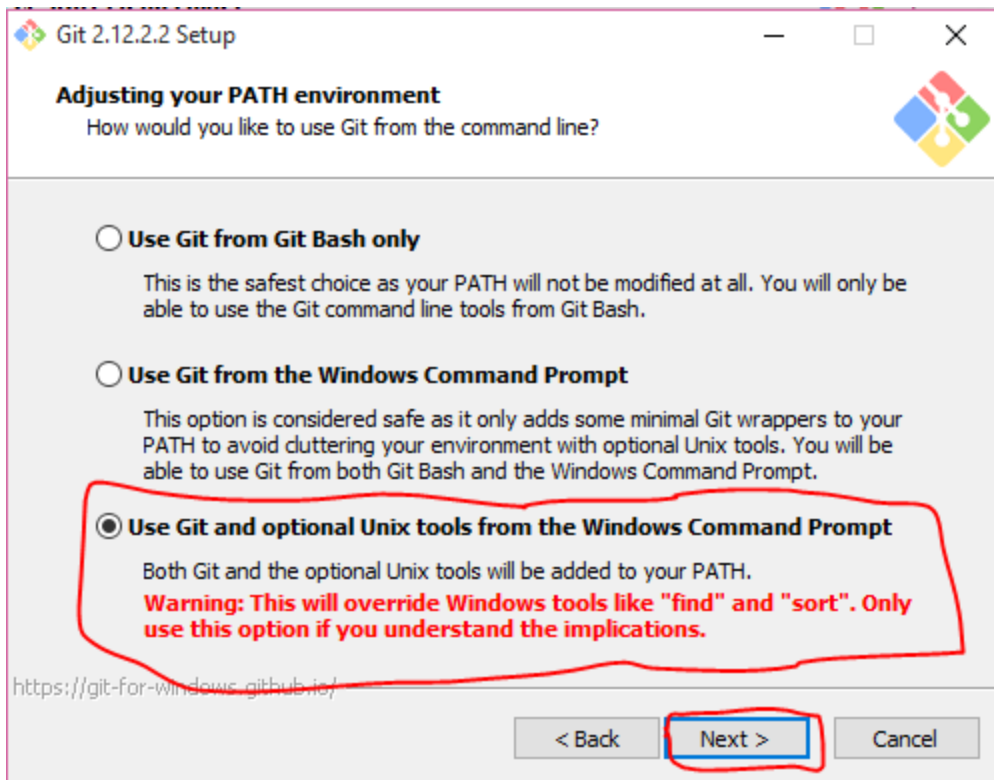 Git 2.12.2.2 Setup
Adjusting your PATH environment
How would you like to use Git from the command line?
Use Git from Git Bash only
This is the safest choice as your PATH will not be modified at all. You will only be
able to use the Git command line tools from Git Bash.
Use Git from the Windows Command Prompt
This option is considered safe as it only adds some minimal Git wrappers to your
PATH to avoid cluttering your environment with optional Unix tools. You will be
able to use Git from both Git Bash and the Windows Command Prompt.
Use Git and optional Unix tools from the Windows Command Prompt
Both Git and the optional Unix tools will be added to your PATH.
Warning: This will override Windows tools like "find" and "sort". Only
use this option if you understand the implications.
https://git-for-windows.github.io/
< Back
Next >
Cancel